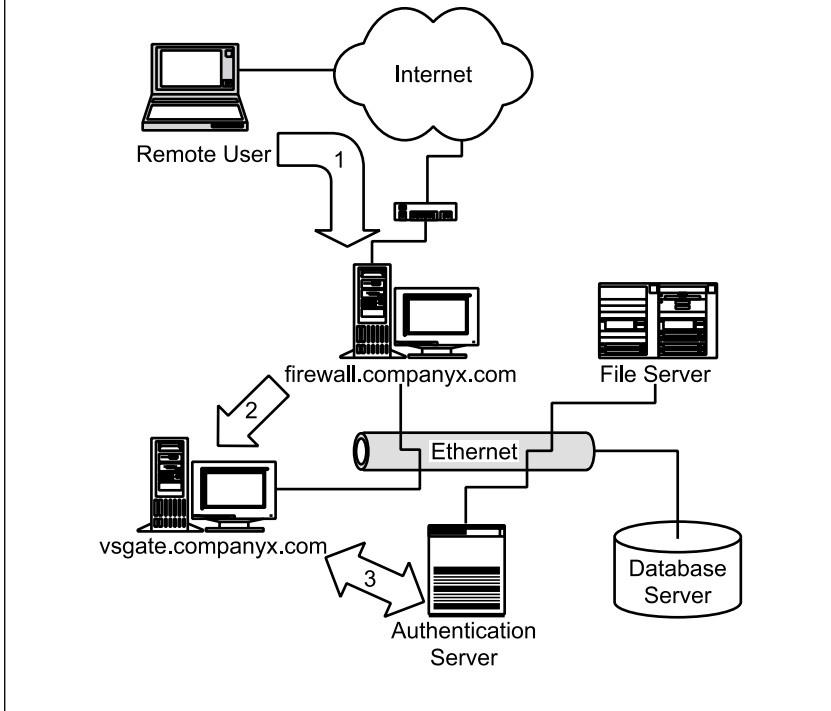 Internet
Remote User
1
firewall.companyx.com
File Server
2
Ethernet
vsgate.companyx.com
3
Database
Server
Authentication
Server